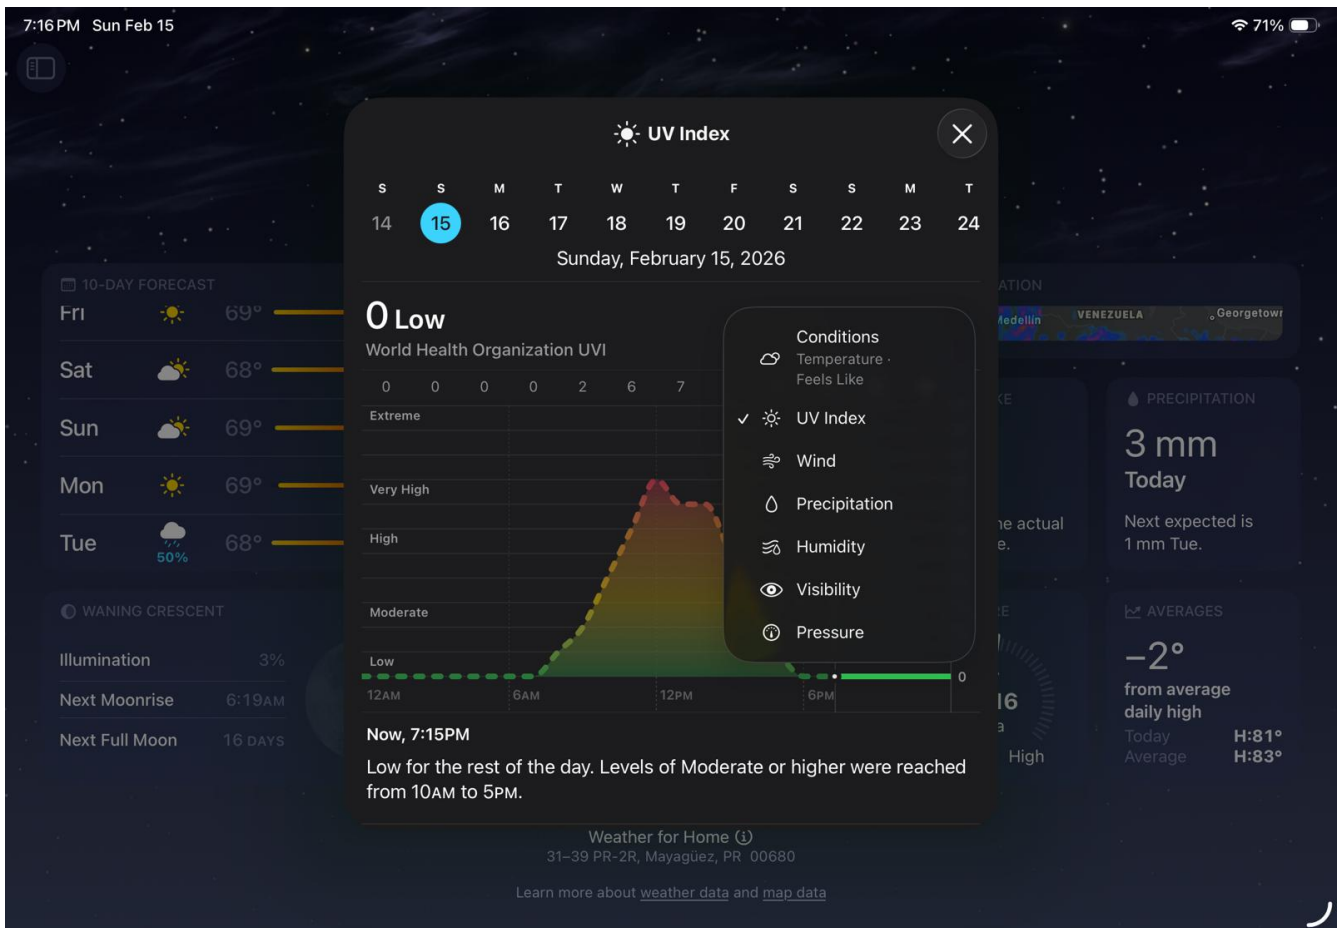 7:16 PM Sun Feb 15
71%
UV Index
S S M T W T F S S M T
14 15 16 17 18 19 20 21 22 23 24
Sunday, February 15, 2026
10-DAY FORECAST
Fri 69°
Sat 68°
Sun 69°
Mon 69°
Tue 50% 68°
0 Low
World Health Organization UVI
0 0 0 0 2 6 7
Extreme
Very High
High
Moderate
Low
12AM 6AM 12PM 6PM
0
Conditions
Temperature ·
Feels Like
✓ UV Index
Wind
Precipitation
Humidity
Visibility
Pressure
Now, 7:15PM
Low for the rest of the day. Levels of Moderate or higher were reached
from 10AM to 5PM.
Medellín VENEZUELA Georgetown
PRECIPITATION
3 mm
Today
Next expected is
1 mm Tue.
WANING CRESCENT
Illumination 3%
Next Moonrise 6:19AM
Next Full Moon 16 DAYS
High
AVERAGES
−2°
from average
daily high
Today H:81°
Average H:83°
Weather for Home
31–39 PR-2R, Mayagüez, PR 00680
Learn more about weather data and map data